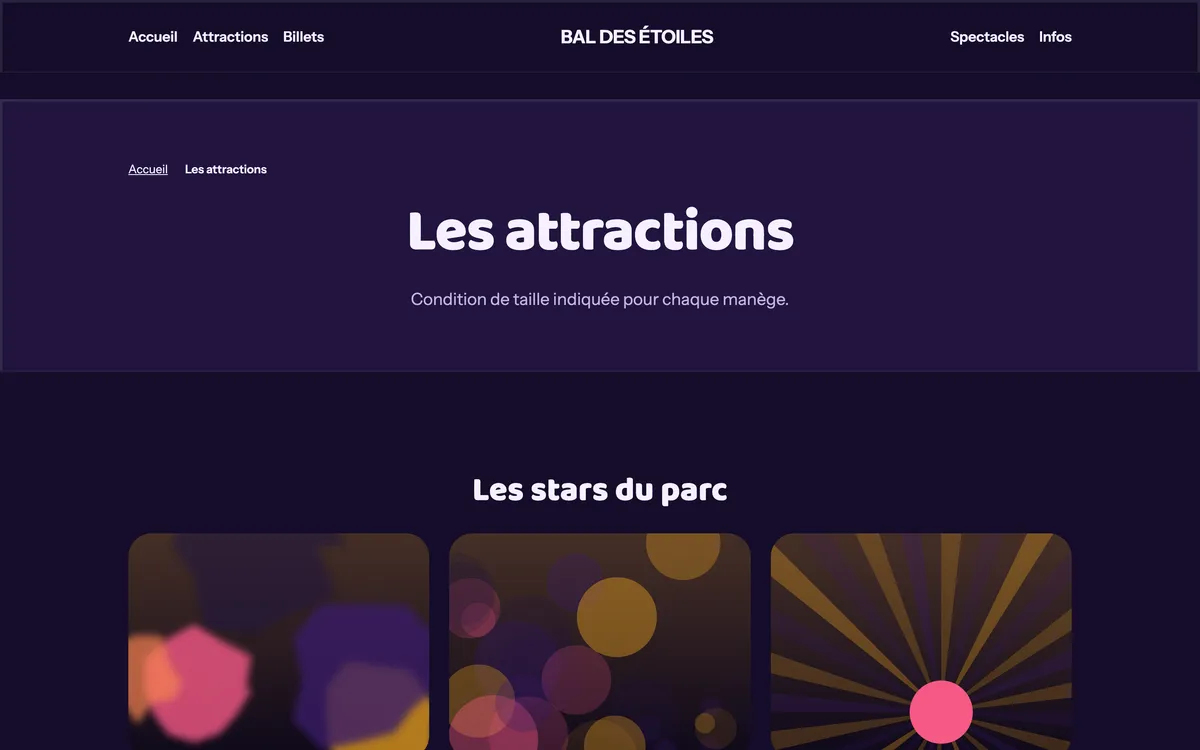 Accueil Attractions Billets BAL DES ÉTOILES Spectacles Infos
Accueil Les attractions
Les attractions
Condition de taille indiquée pour chaque manège.
Les stars du parc